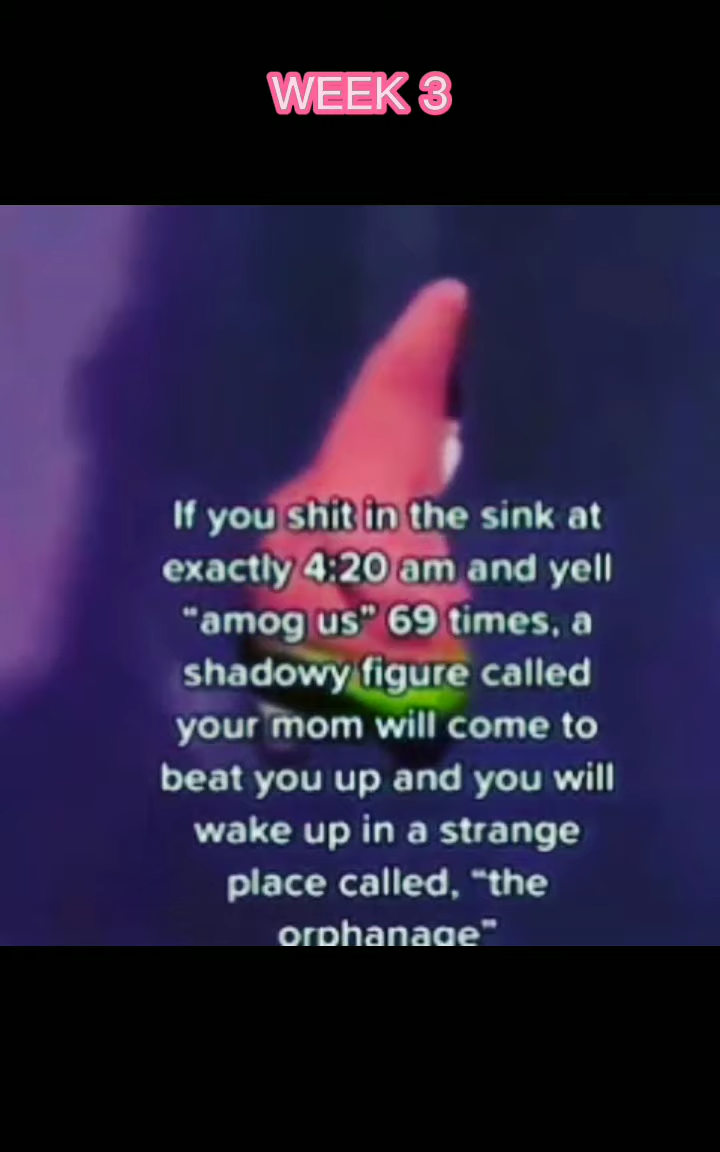 WEEK 3
If you shit in the sink at
exactly 4:20 am and yell
"amog us" 69 times, a
shadowy figure called
your mom will come to
beat you up and you will
wake up in a strange
place called, "the
orphanage"